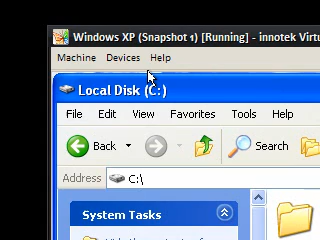 Windows XP (Snapshot 1) [Running] - innotek Virtu
Machine Devices Help
Local Disk (C:)
File Edit View Favorites Tools Help
Back Search
Address C:\
System Tasks